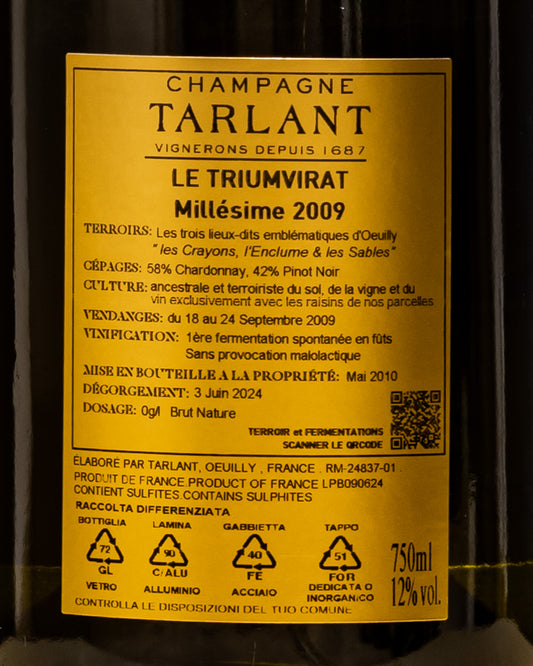 CHAMPAGNE
TARLANT
VIGNERONS DEPUIS 1687
LE TRIUMVIRAT
Millésime 2009
TERROIRS: Les trois lieux-dits emblématiques d'Oeuilly
"les Crayons, l'Enclume & les Sables"
CÉPAGES: 58% Chardonnay, 42% Pinot Noir
CULTURE: ancestrale et terroiriste du sol, de la vigne et du
vin exclusivement avec les raisins de nos parcelles
VENDANGES: du 18 au 24 Septembre 2009
VINIFICATION: 1ère fermentation spontanée en fûts
Sans provocation malolactique
MISE EN BOUTEILLE A LA PROPRIÉTÉ: Mai 2010
DÉGORGEMENT: 3 Juin 2024
DOSAGE: 0g/l Brut Nature
TERROIR et FERMENTATIONS
SCANNER LE QRCODE
ÉLABORÉ PAR TARLANT, OEUILLY , FRANCE . RM-24837-01 .
PRODUIT DE FRANCE.PRODUCT OF FRANCE LPB090624
CONTIENT SULFITES.CONTAINS SULPHITES
RACCOLTA DIFFERENZIATA
BOTTIGLIA LAMINA GABBIETTA TAPPO
72 90 40 51
GL C/ALU FE FOR
VETRO ALLUMINIO ACCIAIO DEDICATA O
INORGANICO
CONTROLLA LE DISPOSIZIONI DEL TUO COMUNE
750ml
12% vol.